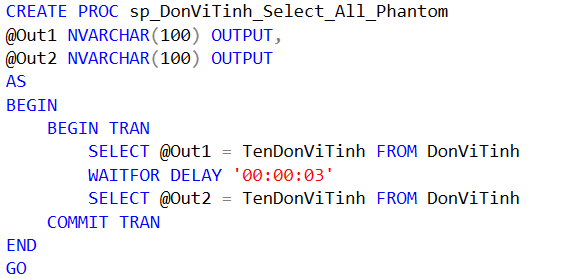 CREATE PROC sp_DonViTinh_Select_All_Phantom
@Out1 NVARCHAR(100) OUTPUT,
@Out2 NVARCHAR(100) OUTPUT
AS
BEGIN
    BEGIN TRAN
        SELECT @Out1 = TenDonViTinh FROM DonViTinh
        WAITFOR DELAY '00:00:03'
        SELECT @Out2 = TenDonViTinh FROM DonViTinh
    COMMIT TRAN
END
GO